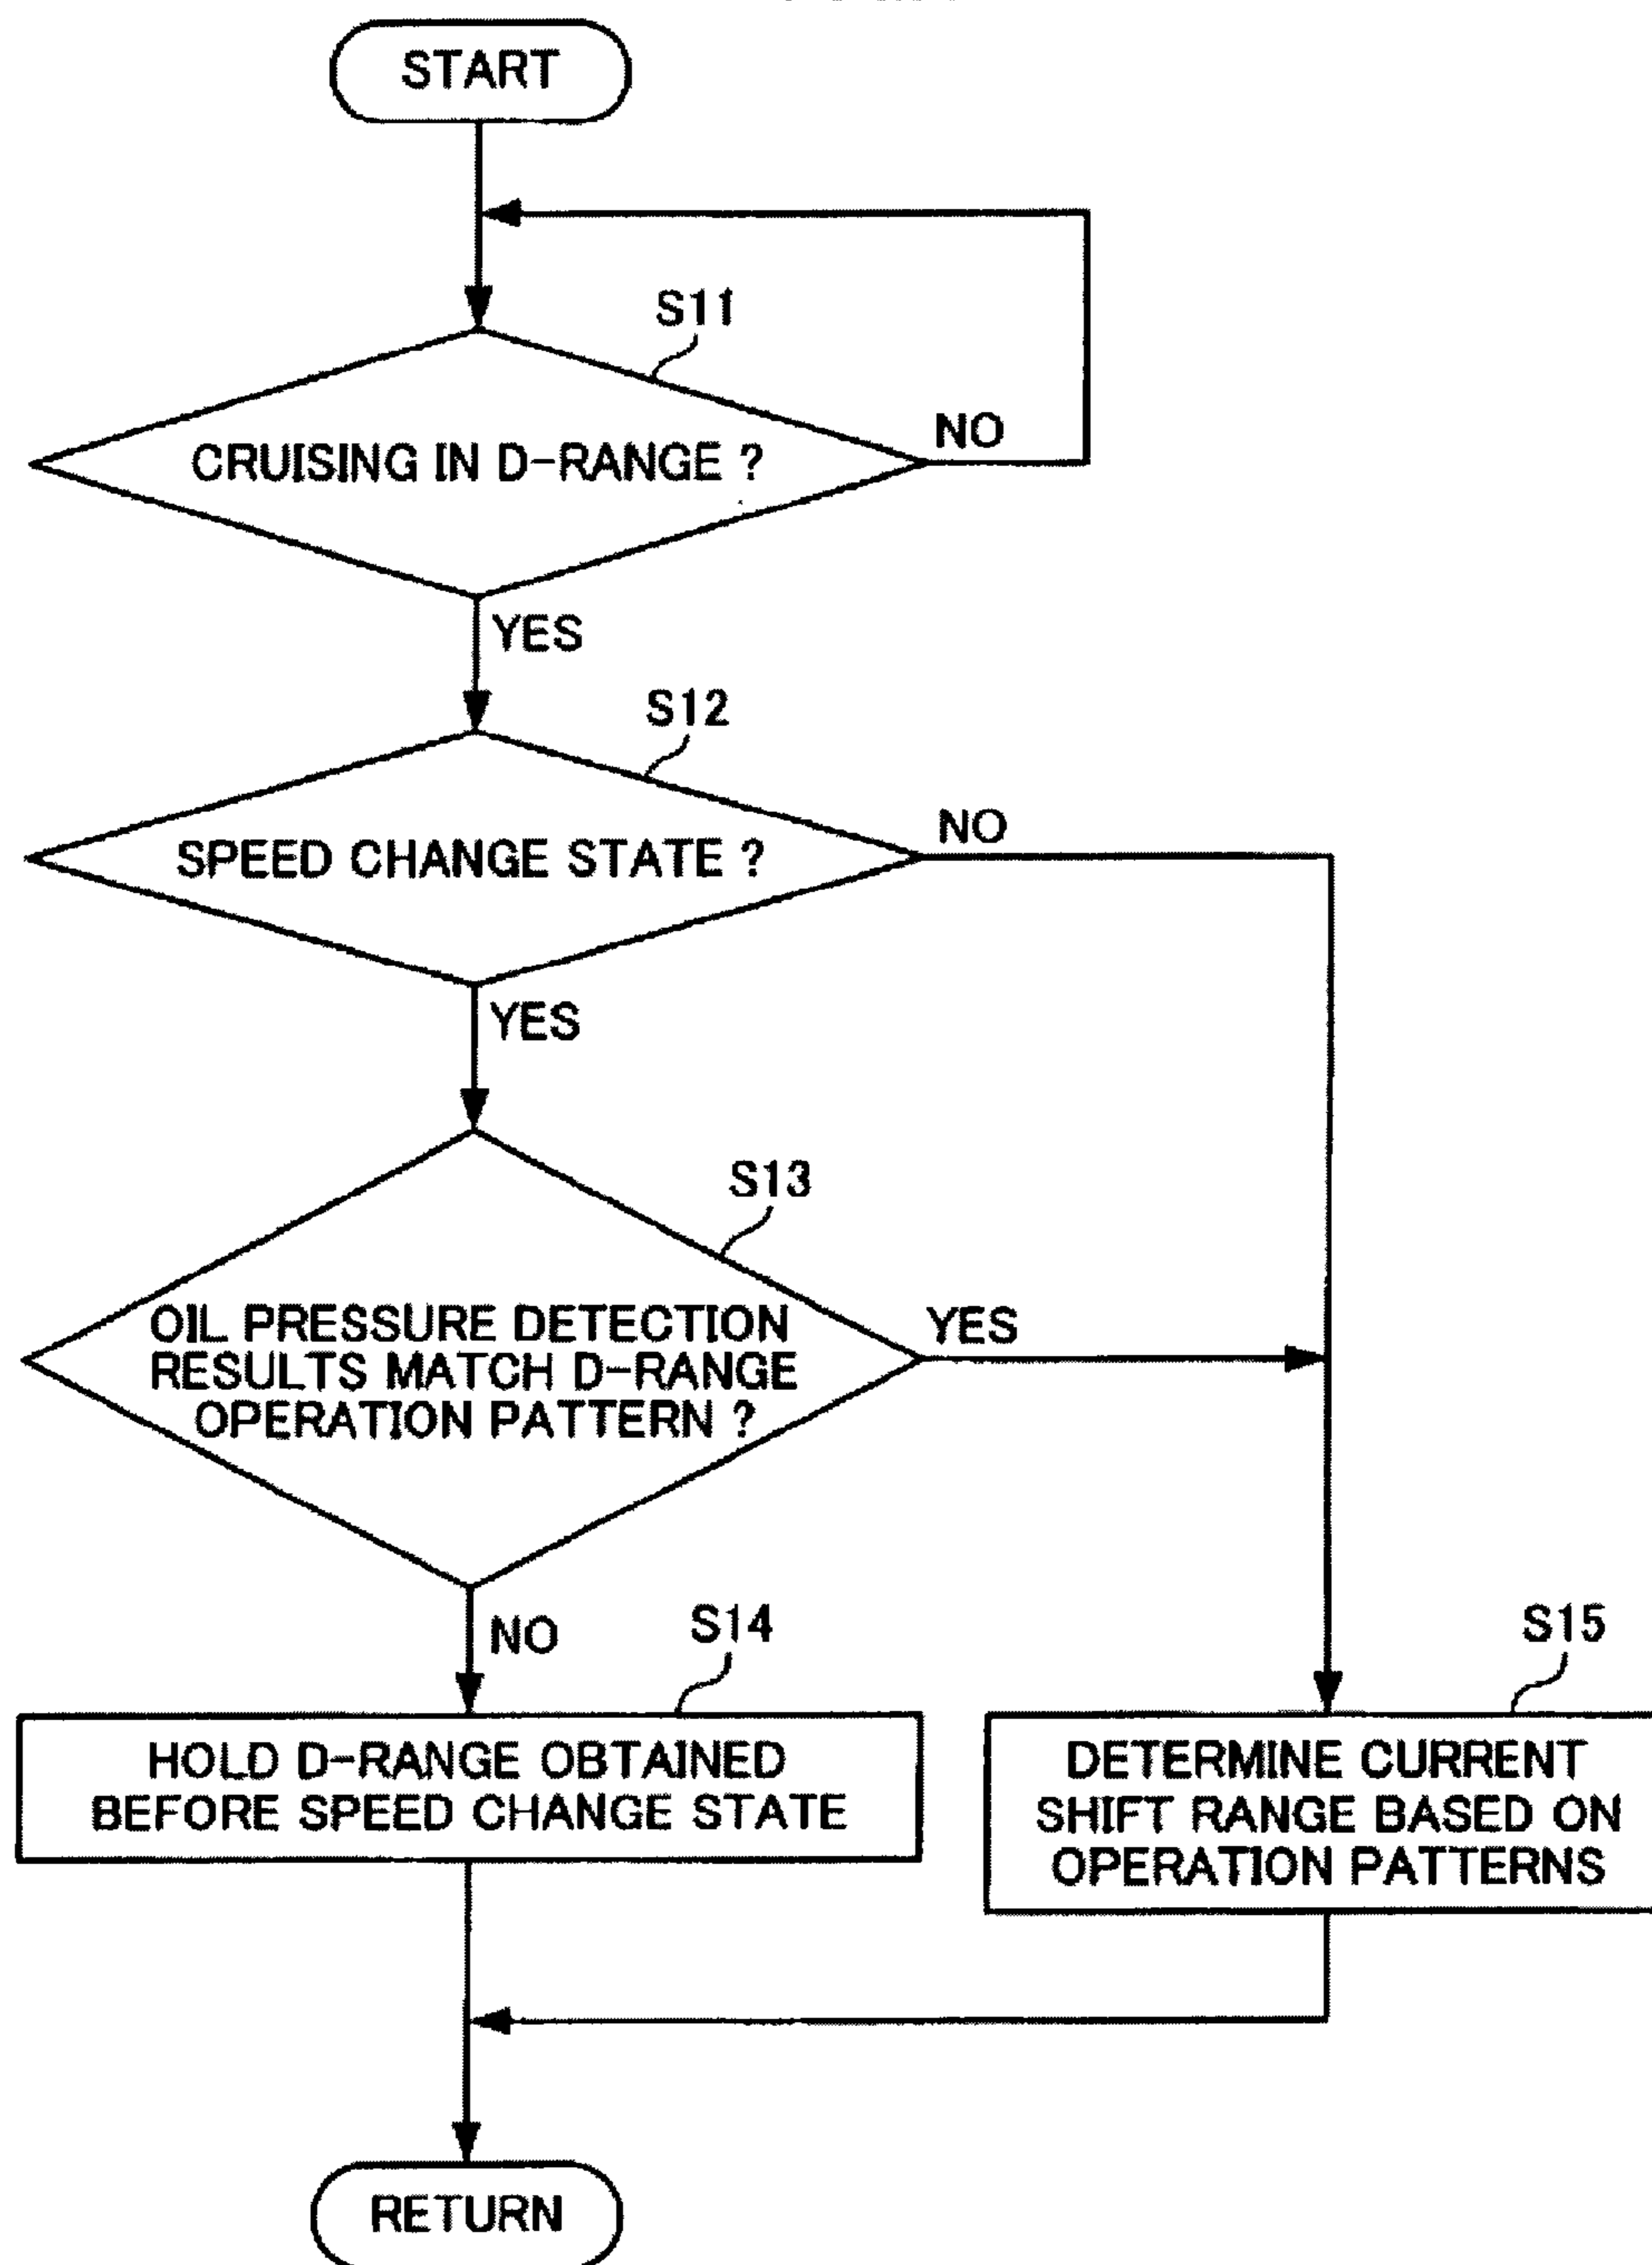 START
S11
CRUISING IN D-RANGE ?
NO
YES
S12
SPEED CHANGE STATE ?
NO
YES
S13
OIL PRESSURE DETECTION
RESULTS MATCH D-RANGE
OPERATION PATTERN ?
YES
NO
S14
HOLD D-RANGE OBTAINED
BEFORE SPEED CHANGE STATE
S15
DETERMINE CURRENT
SHIFT RANGE BASED ON
OPERATION PATTERNS
RETURN